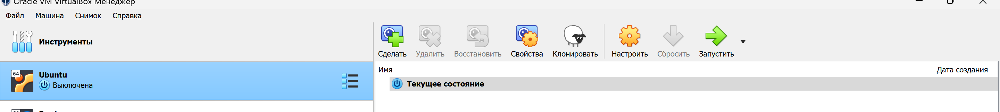 Oracle VM VirtualBox Менеджер
Файл Машина Снимок Справка
Инструменты
Сделать Удалить Восстановить Свойства Клонировать Настроить Сбросить Запустить
64
Ubuntu
Выключена
Имя Дата создания
Текущее состояние
64